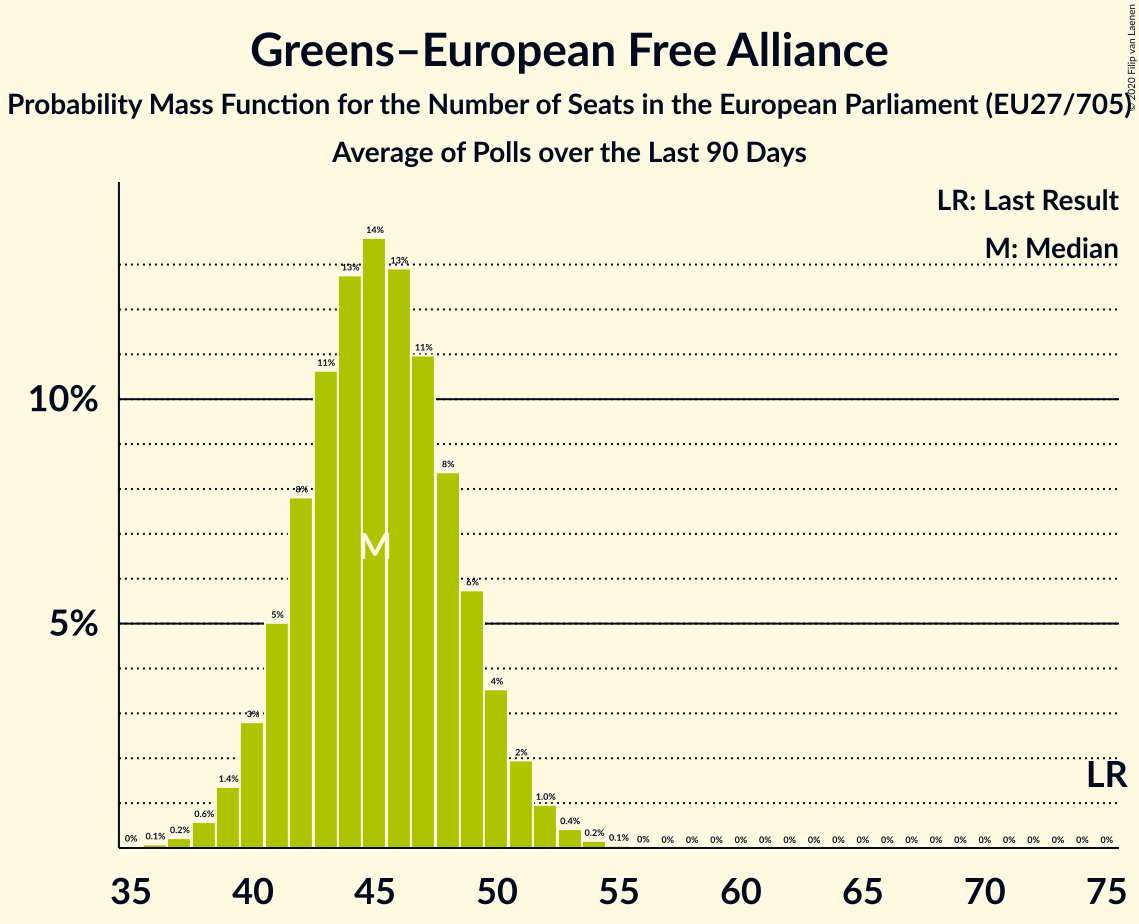 Greens–European Free Alliance
Probability Mass Function for the Number of Seats in the European Parliament (EU27/705)
Average of Polls over the Last 90 Days
© 2020 Filip van Laenen
LR: Last Result
M: Median
10%
5%
0% 0.1% 0.2% 0.6% 1.4% 3% 5% 8% 11% 13% 14% 13% 11% 8% 6% 4% 2% 1.0% 0.4% 0.2% 0.1% 0% 0% 0% 0% 0% 0% 0% 0% 0% 0% 0% 0% 0% 0% 0% 0% 0% 0% 0% 0%
M
LR
35 40 45 50 55 60 65 70 75